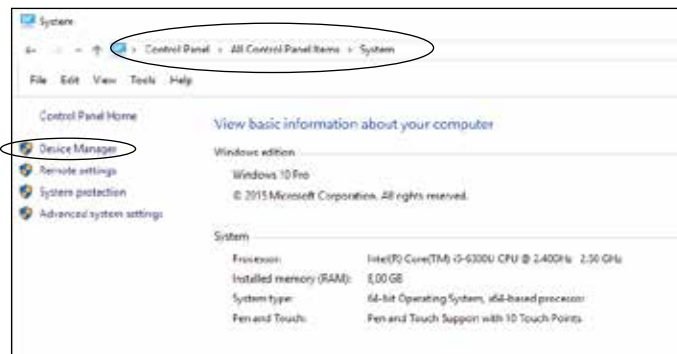 System
Control Panel › All Control Panel Items › System
File Edit View Tools Help
Control Panel Home
Device Manager
Remote settings
System protection
Advanced system settings
View basic information about your computer
Windows edition
Windows 10 Pro
© 2015 Microsoft Corporation. All rights reserved.
System
Processor: Intel(R) Core(TM) i5-6300U CPU @ 2.40GHz 2.50 GHz
Installed memory (RAM): 8,00 GB
System type: 64-bit Operating System, x64-based processor
Pen and Touch: Pen and Touch Support with 10 Touch Points